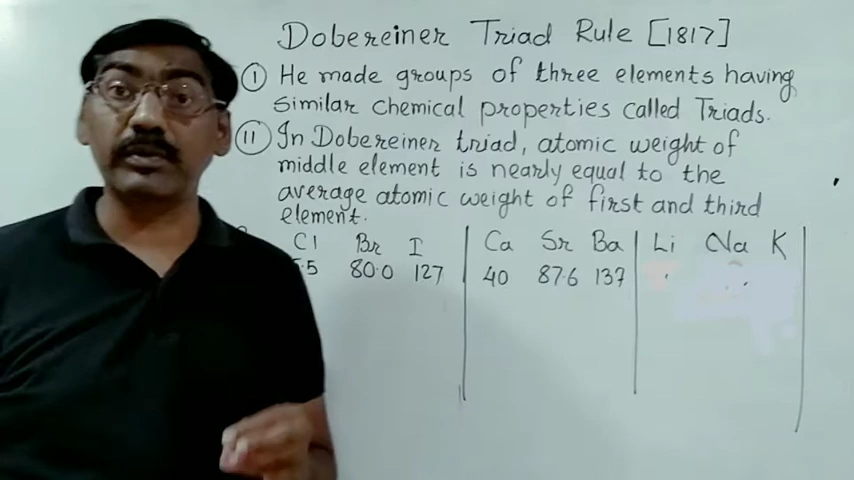 Dobereiner Triad Rule [1817]
I He made groups of three elements having
similar chemical properties called Triads.
II In Dobereiner triad, atomic weight of
middle element is nearly equal to the
average atomic weight of first and third
element.
Cl Br I Ca Sr Ba Li Na K
5.5 80.0 127 40 87.6 137